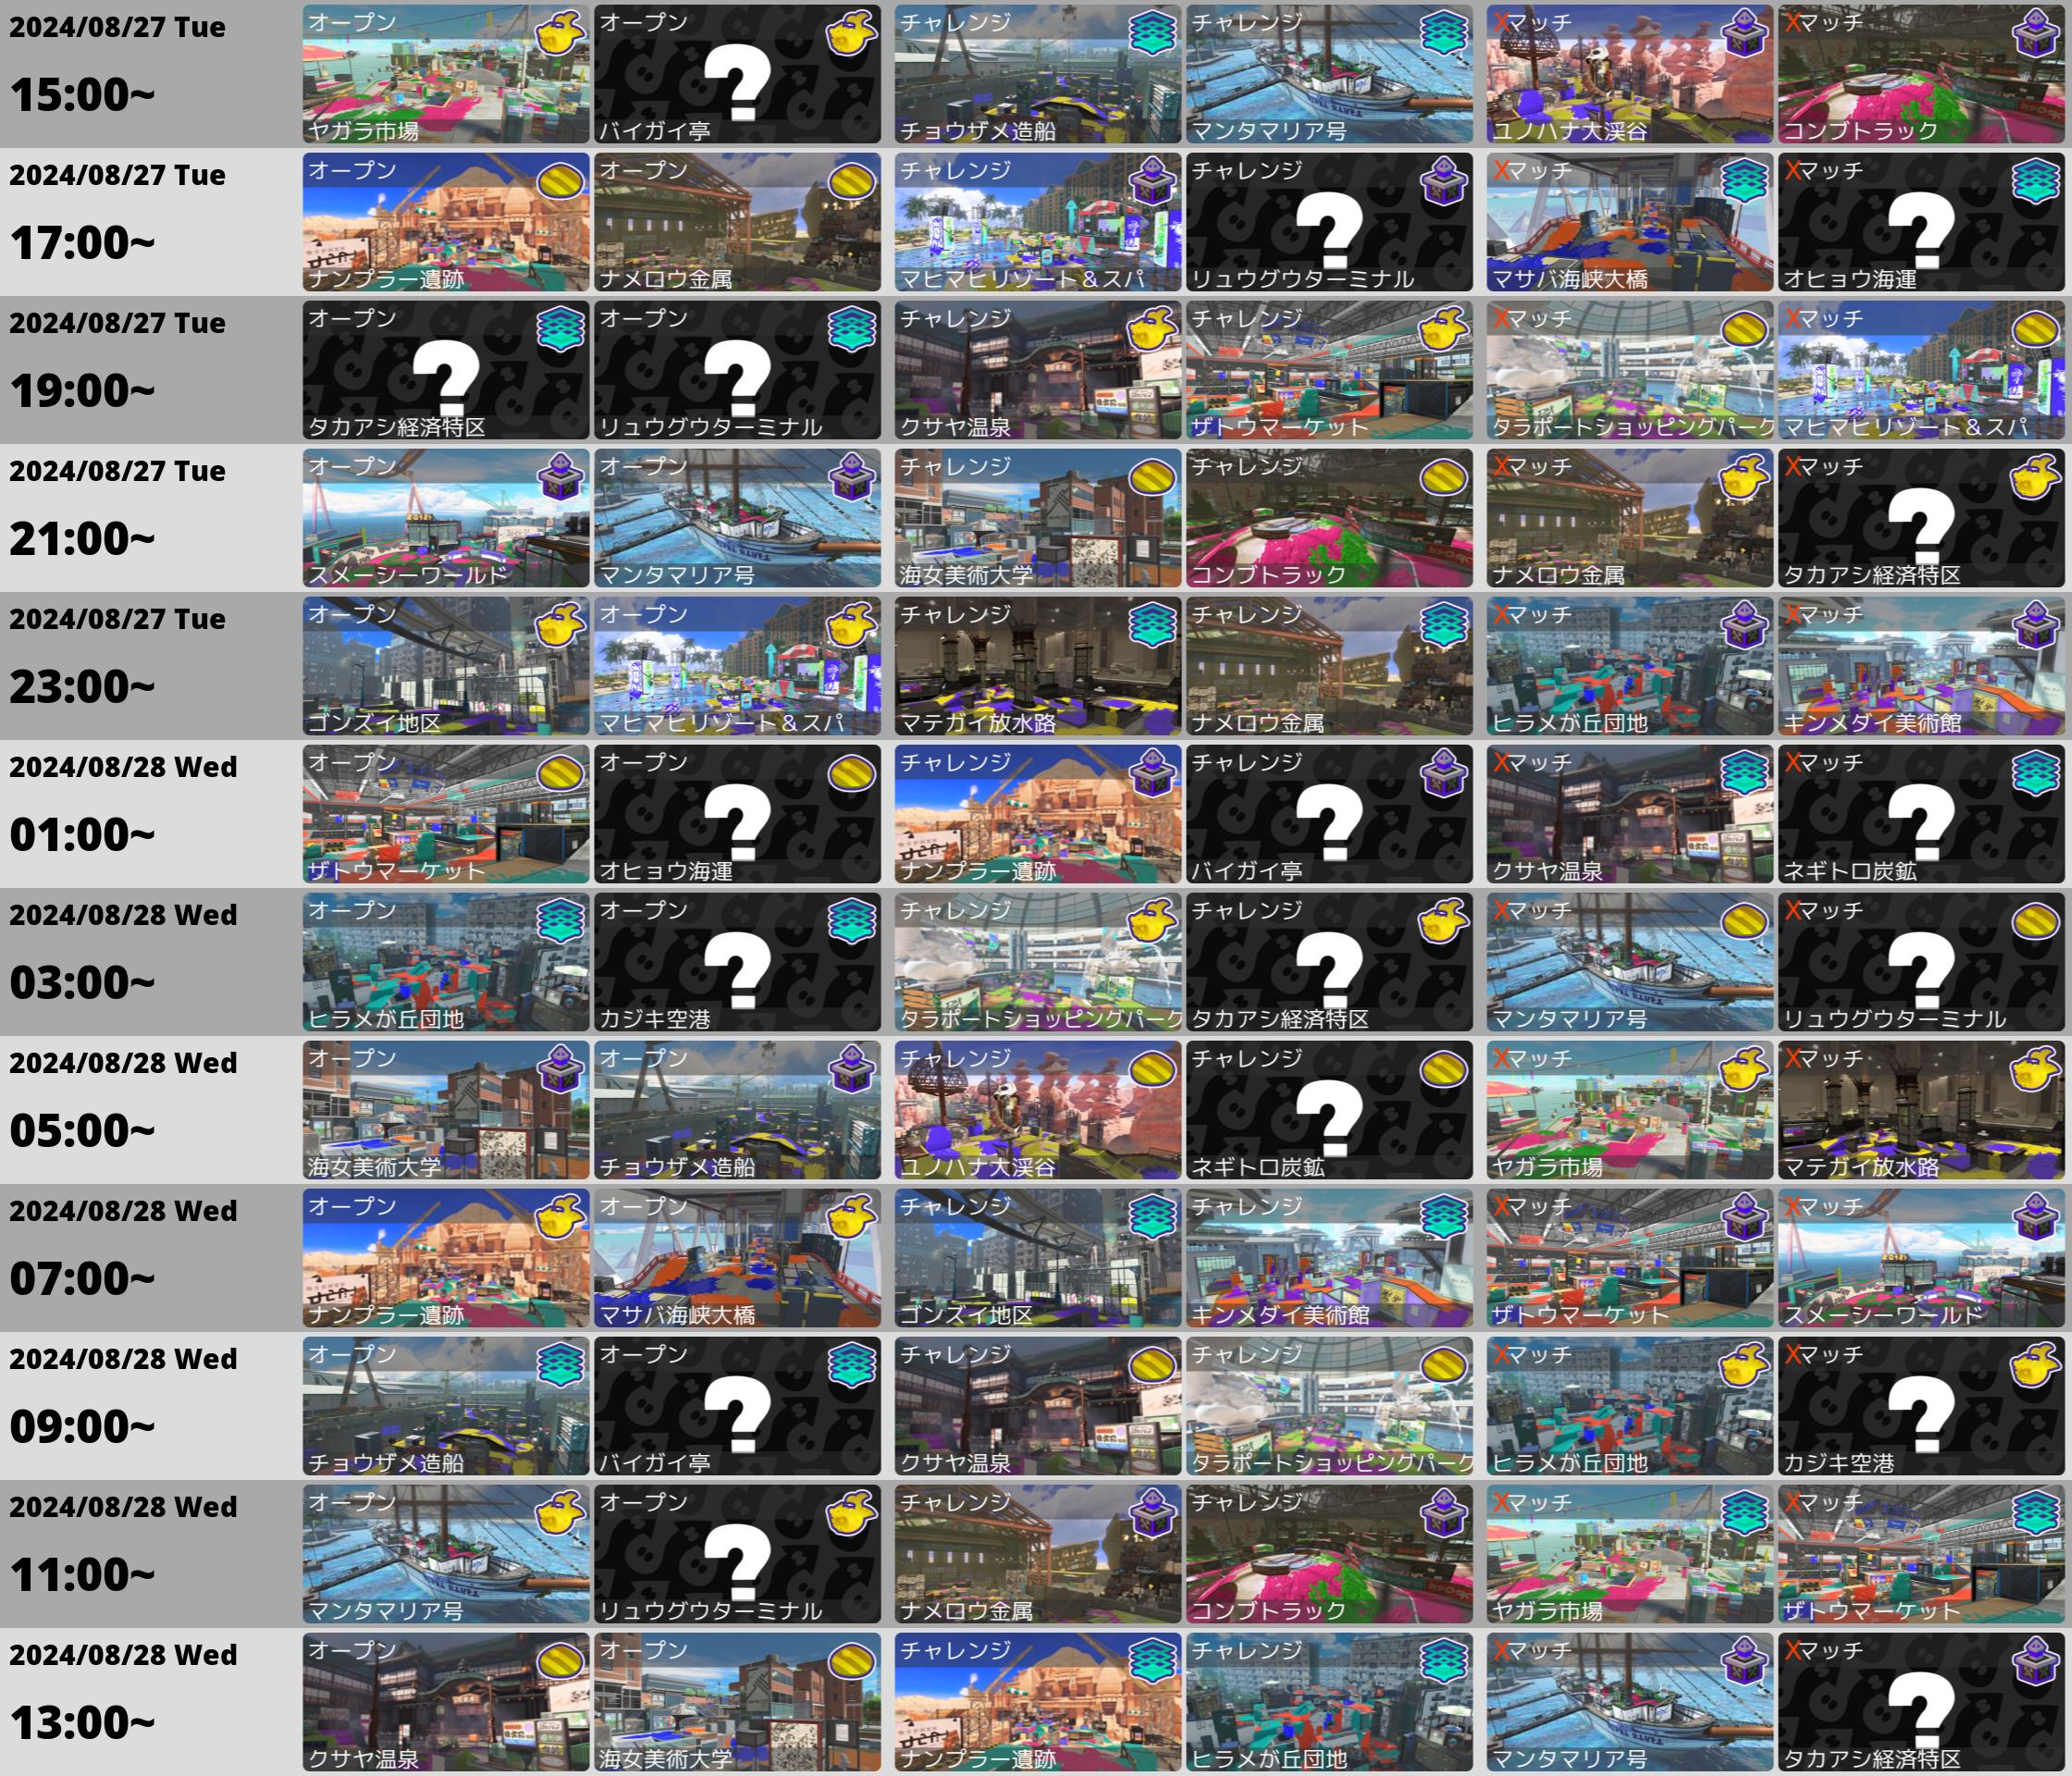 2024/08/27 Tue
15:00~
オープン
ヤガラ市場
オープン
バイガイ亭
チャレンジ
チョウザメ造船
チャレンジ
マンタマリア号
Xマッチ
ユノハナ大渓谷
Xマッチ
コンブトラック
2024/08/27 Tue
17:00~
オープン
ナンプラー遺跡
オープン
ナメロウ金属
チャレンジ
マヒマヒリゾート＆スパ
チャレンジ
リュウグウターミナル
Xマッチ
マサバ海峡大橋
Xマッチ
オヒョウ海運
2024/08/27 Tue
19:00~
オープン
タカアシ経済特区
オープン
リュウグウターミナル
チャレンジ
クサヤ温泉
チャレンジ
ザトウマーケット
Xマッチ
タラポートショッピングパーク
Xマッチ
マヒマヒリゾート＆スパ
2024/08/27 Tue
21:00~
オープン
スメーシーワールド
オープン
マンタマリア号
チャレンジ
海女美術大学
チャレンジ
コンブトラック
Xマッチ
ナメロウ金属
Xマッチ
タカアシ経済特区
2024/08/27 Tue
23:00~
オープン
ゴンズイ地区
オープン
マヒマヒリゾート＆スパ
チャレンジ
マテガイ放水路
チャレンジ
ナメロウ金属
Xマッチ
ヒラメが丘団地
Xマッチ
キンメダイ美術館
2024/08/28 Wed
01:00~
オープン
ザトウマーケット
オープン
オヒョウ海運
チャレンジ
ナンプラー遺跡
チャレンジ
バイガイ亭
Xマッチ
クサヤ温泉
Xマッチ
ネギトロ炭鉱
2024/08/28 Wed
03:00~
オープン
ヒラメが丘団地
オープン
カジキ空港
チャレンジ
タラポートショッピングパーク
チャレンジ
タカアシ経済特区
Xマッチ
マンタマリア号
Xマッチ
リュウグウターミナル
2024/08/28 Wed
05:00~
オープン
海女美術大学
オープン
チョウザメ造船
チャレンジ
ユノハナ大渓谷
チャレンジ
ネギトロ炭鉱
Xマッチ
ヤガラ市場
Xマッチ
マテガイ放水路
2024/08/28 Wed
07:00~
オープン
ナンプラー遺跡
オープン
マサバ海峡大橋
チャレンジ
ゴンズイ地区
チャレンジ
キンメダイ美術館
Xマッチ
ザトウマーケット
Xマッチ
スメーシーワールド
2024/08/28 Wed
09:00~
オープン
チョウザメ造船
オープン
バイガイ亭
チャレンジ
クサヤ温泉
チャレンジ
タラポートショッピングパーク
Xマッチ
ヒラメが丘団地
Xマッチ
カジキ空港
2024/08/28 Wed
11:00~
オープン
マンタマリア号
オープン
リュウグウターミナル
チャレンジ
ナメロウ金属
チャレンジ
コンブトラック
Xマッチ
ヤガラ市場
Xマッチ
ザトウマーケット
2024/08/28 Wed
13:00~
オープン
クサヤ温泉
オープン
海女美術大学
チャレンジ
ナンプラー遺跡
チャレンジ
ヒラメが丘団地
Xマッチ
マンタマリア号
Xマッチ
タカアシ経済特区